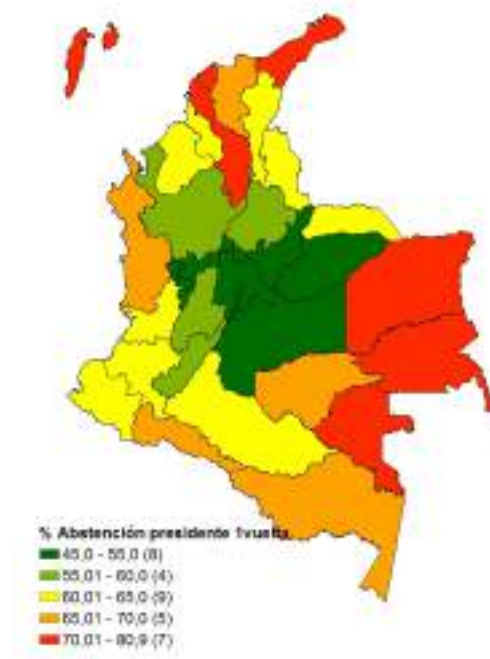 % Abstención presidente 1vuelta
45,0 - 55,0 (8)
55,01 - 60,0 (4)
60,01 - 65,0 (9)
65,01 - 70,0 (5)
70,01 - 80,9 (7)